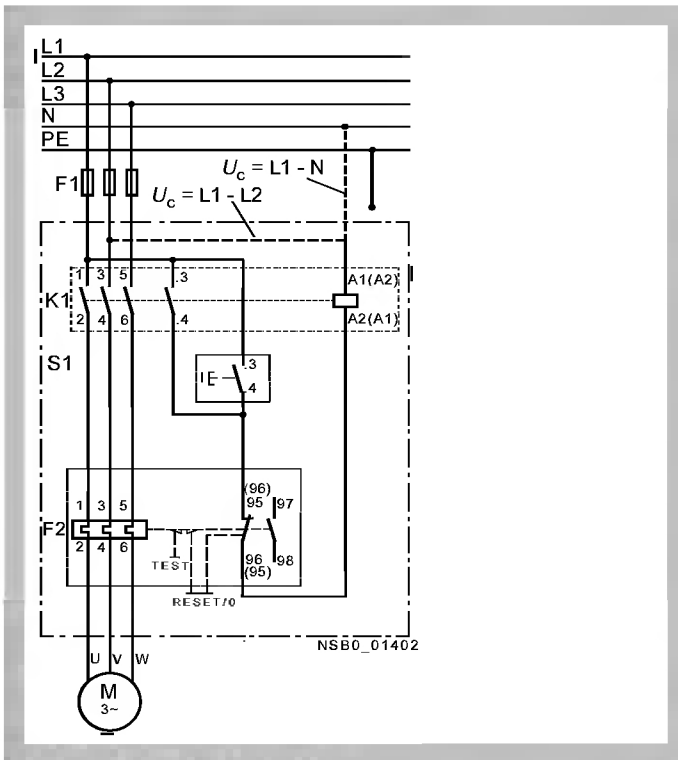 L1
L2
L3
N
PE
F1
U_c = L1 - N
U_c = L1 - L2
1 3 5 .3
A1(A2)
K1
2 4 6 .4
A2(A1)
S1
I E .3
.4
(96)
1 3 5 95 97
F2
2 4 6 96 98
TEST (95)
RESET/0
NSB0_01402
U V W
M
3~